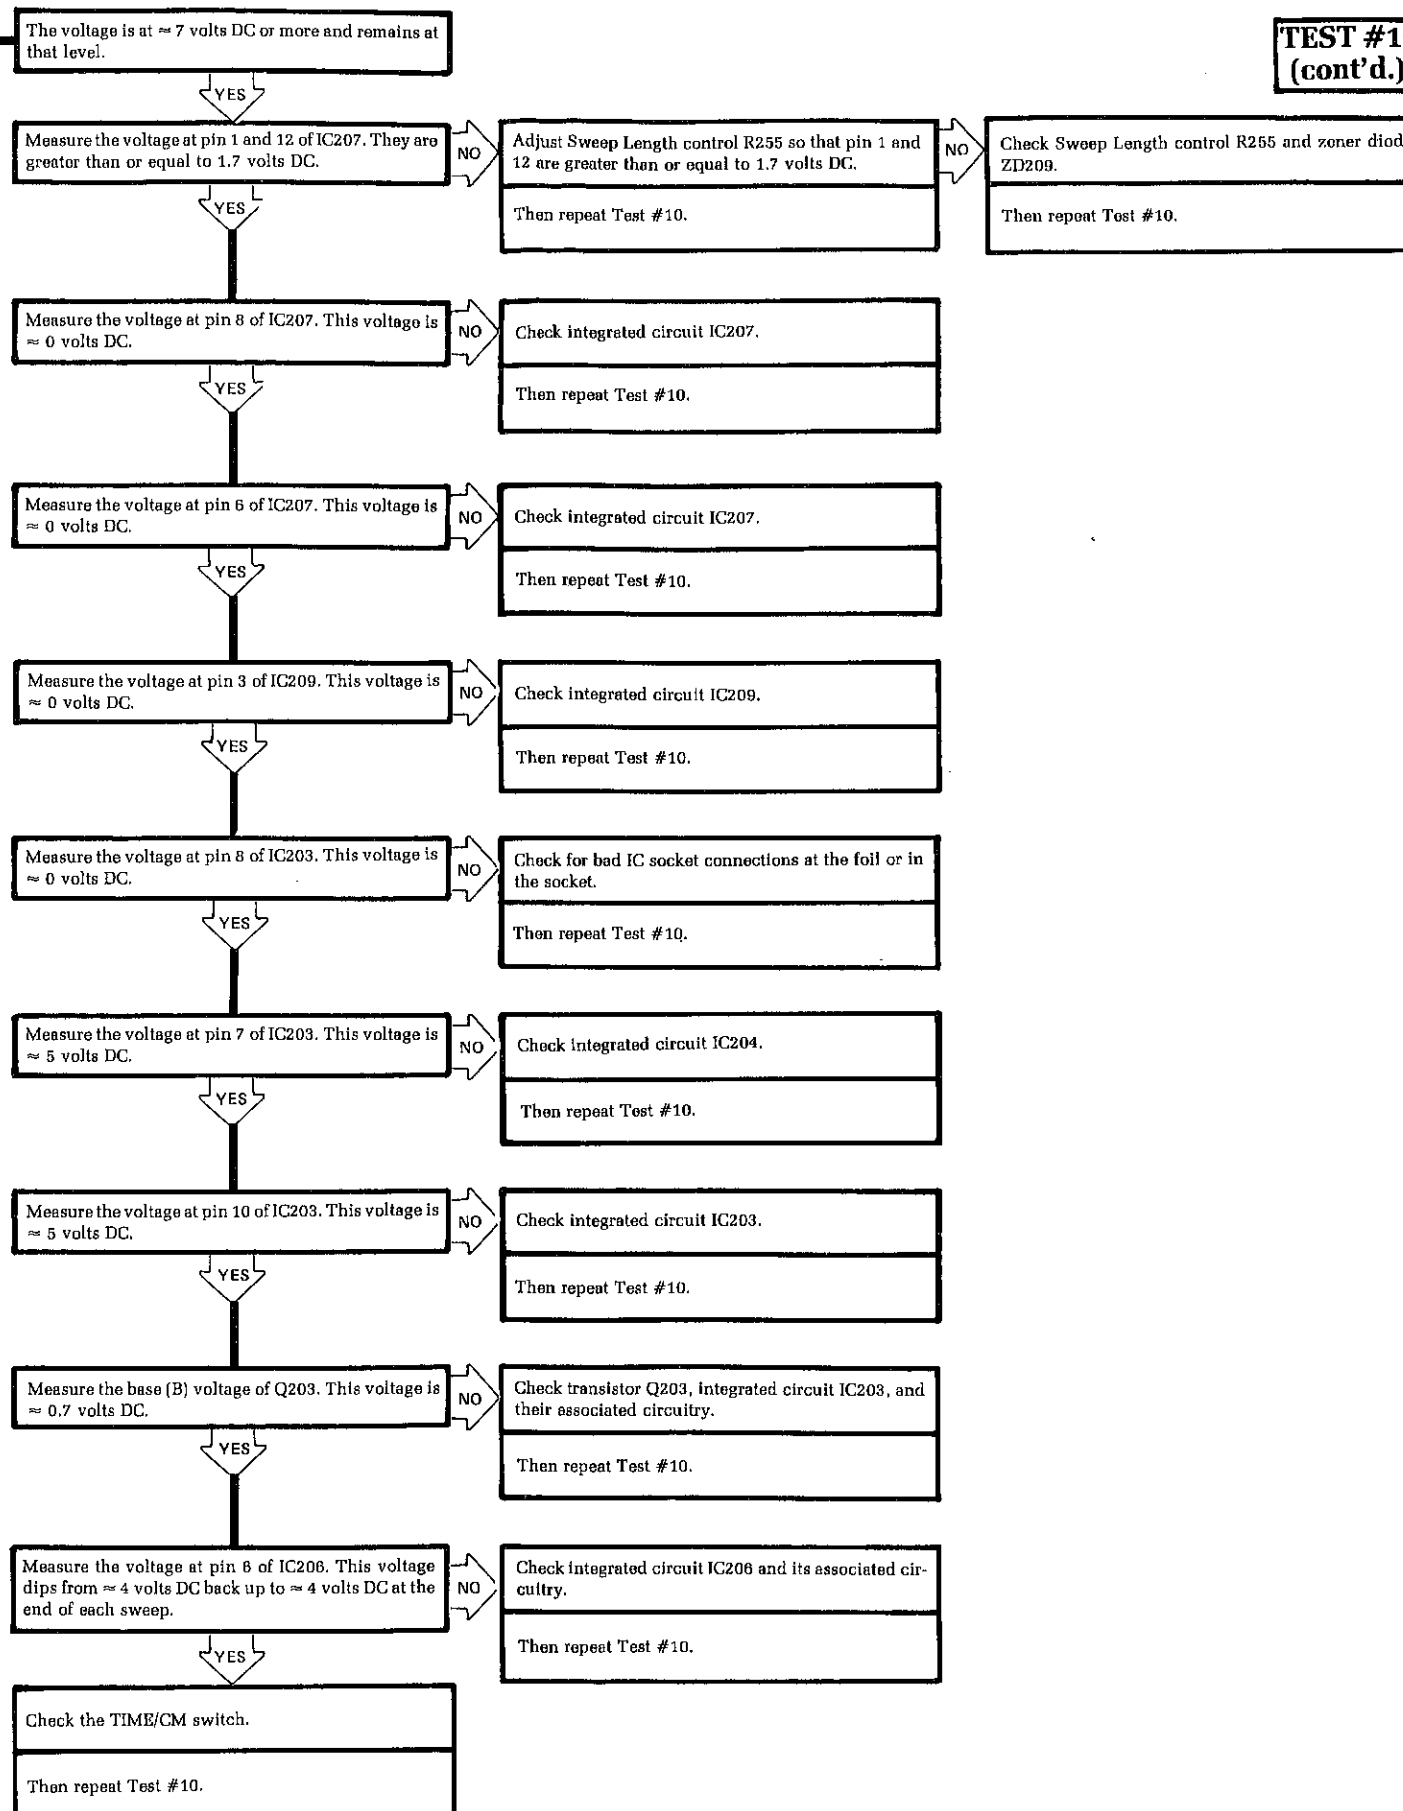 The voltage is at ≈ 7 volts DC or more and remains at
that level.
TEST #1
(cont'd.)
YES
Measure the voltage at pin 1 and 12 of IC207. They are
greater than or equal to 1.7 volts DC.
NO
Adjust Sweep Length control R255 so that pin 1 and
12 are greater than or equal to 1.7 volts DC.
Then repeat Test #10.
NO
Check Sweep Length control R255 and zener diod
ZD209.
Then repeat Test #10.
YES
Measure the voltage at pin 8 of IC207. This voltage is
≈ 0 volts DC.
NO
Check integrated circuit IC207.
Then repeat Test #10.
YES
Measure the voltage at pin 6 of IC207. This voltage is
≈ 0 volts DC.
NO
Check integrated circuit IC207.
Then repeat Test #10.
YES
Measure the voltage at pin 3 of IC209. This voltage is
≈ 0 volts DC.
NO
Check integrated circuit IC209.
Then repeat Test #10.
YES
Measure the voltage at pin 8 of IC203. This voltage is
≈ 0 volts DC.
NO
Check for bad IC socket connections at the foil or in
the socket.
Then repeat Test #10.
YES
Measure the voltage at pin 7 of IC203. This voltage is
≈ 5 volts DC.
NO
Check integrated circuit IC204.
Then repeat Test #10.
YES
Measure the voltage at pin 10 of IC203. This voltage is
≈ 5 volts DC.
NO
Check integrated circuit IC203.
Then repeat Test #10.
YES
Measure the base (B) voltage of Q203. This voltage is
≈ 0.7 volts DC.
NO
Check transistor Q203, integrated circuit IC203, and
their associated circuitry.
Then repeat Test #10.
YES
Measure the voltage at pin 6 of IC206. This voltage
dips from ≈ 4 volts DC back up to ≈ 4 volts DC at the
end of each sweep.
NO
Check integrated circuit IC206 and its associated cir-
cuitry.
Then repeat Test #10.
YES
Check the TIME/CM switch.
Then repeat Test #10.